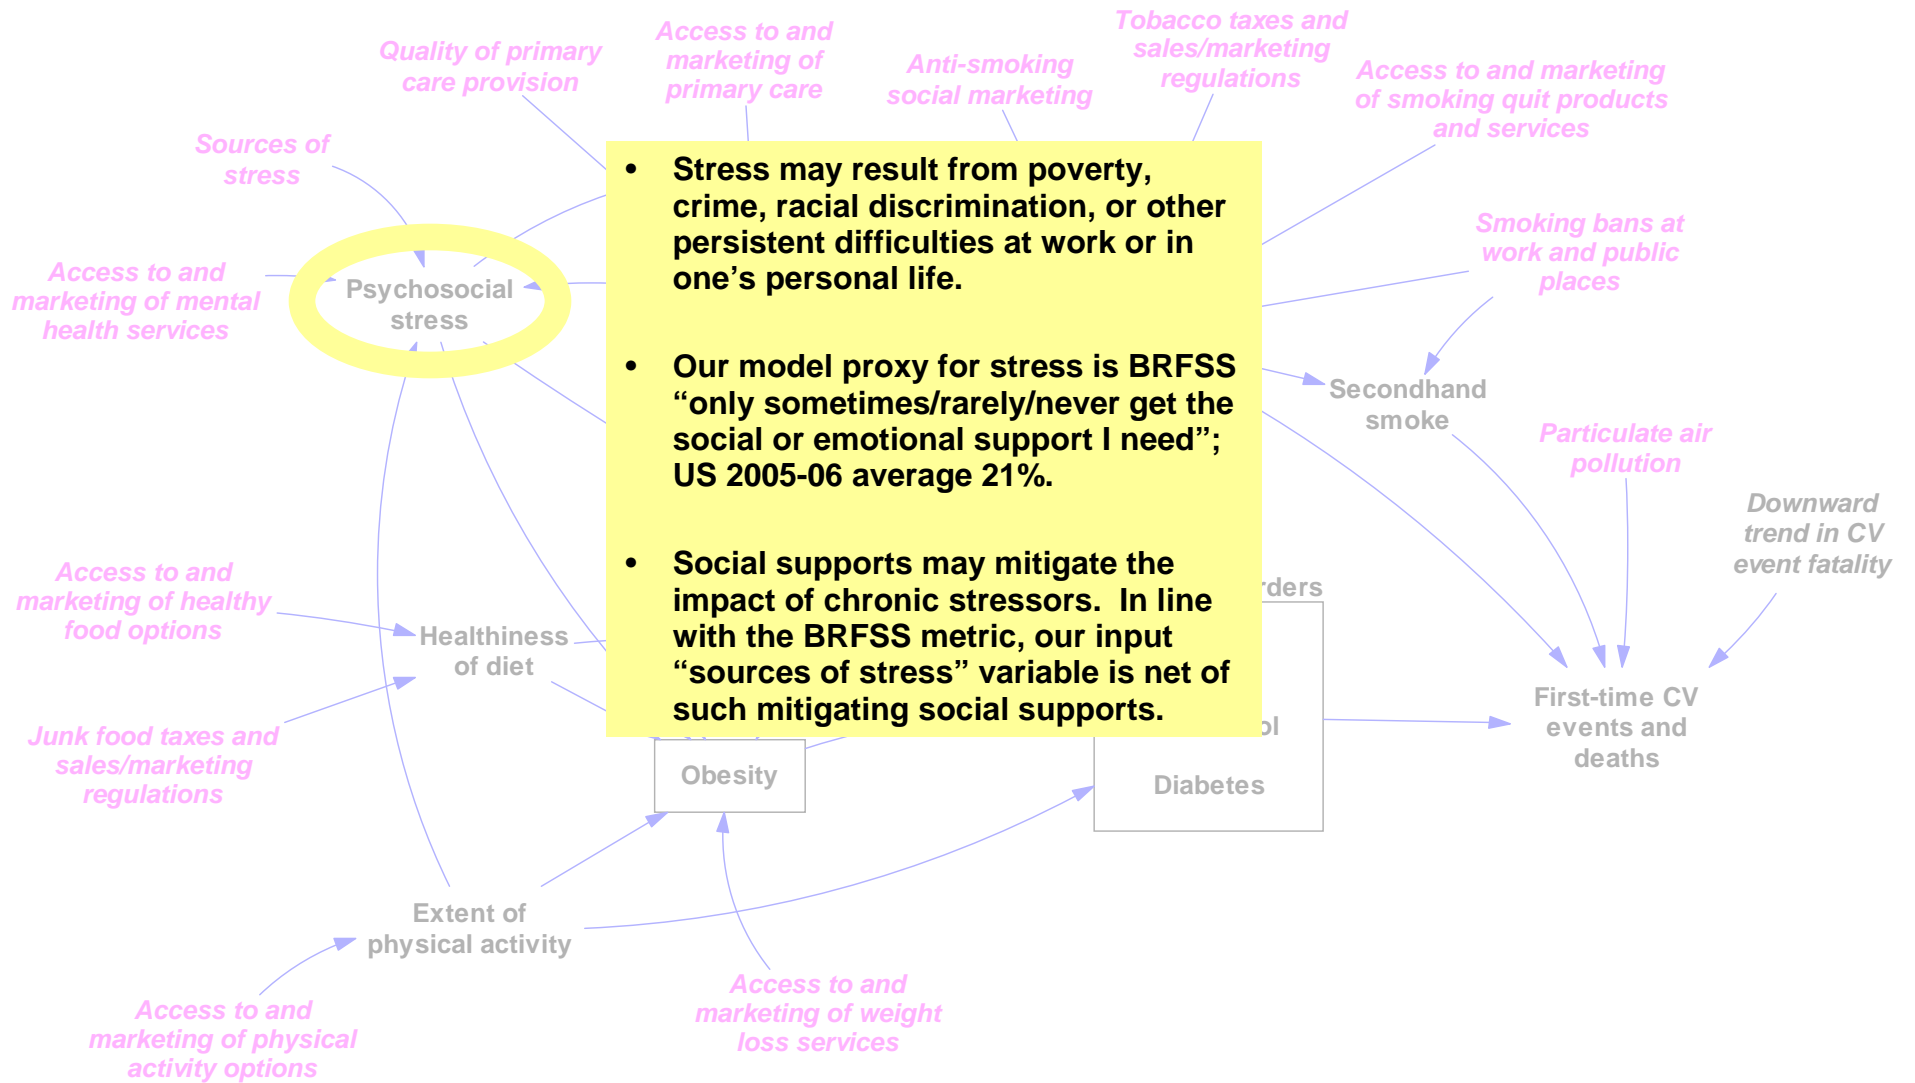 Quality of primary
care provision
Access to and
marketing of
primary care
Anti-smoking
social marketing
Tobacco taxes and
sales/marketing
regulations
Access to and marketing
of smoking quit products
and services
Sources of
stress
Access to and
marketing of mental
health services
Psychosocial
stress
• Stress may result from poverty,
crime, racial discrimination, or other
persistent difficulties at work or in
one’s personal life.
• Our model proxy for stress is BRFSS
“only sometimes/rarely/never get the
social or emotional support I need”;
US 2005-06 average 21%.
• Social supports may mitigate the
impact of chronic stressors.  In line
with the BRFSS metric, our input
“sources of stress” variable is net of
such mitigating social supports.
Smoking bans at
work and public
places
Secondhand
smoke
Particulate air
pollution
Downward
trend in CV
event fatality
Access to and
marketing of healthy
food options
Healthiness
of diet
Junk food taxes and
sales/marketing
regulations
rders
ol
Diabetes
First-time CV
events and
deaths
Obesity
Extent of
physical activity
Access to and
marketing of physical
activity options
Access to and
marketing of weight
loss services